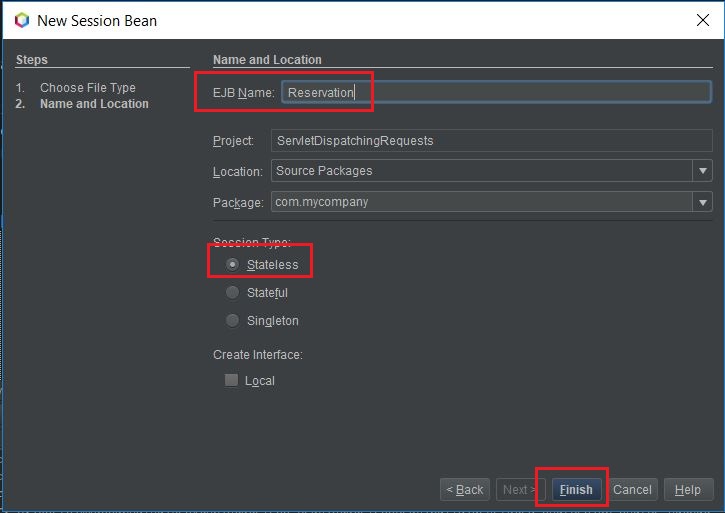 New Session Bean
Steps
1. Choose File Type
2. Name and Location
Name and Location
EJB Name: Reservation
Project: ServletDispatchingRequests
Location: Source Packages
Package: com.mycompany
Session Type:
Stateless
Stateful
Singleton
Create Interface:
Local
< Back Next > Finish Cancel Help